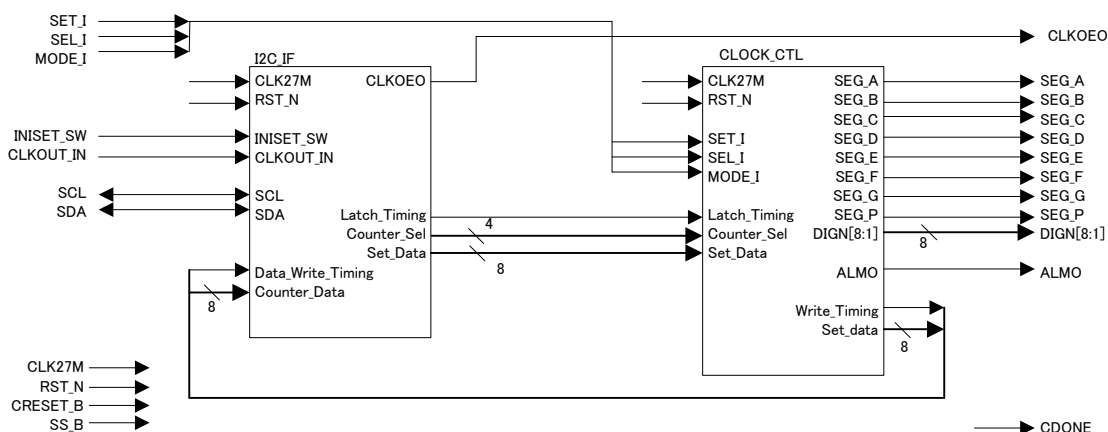 SET_I
SEL_I
MODE_I
CLKOEO
I2C_IF
CLK27M
RST_N
CLKOEO
INISET_SW
CLKOUT_IN
INISET_SW
CLKOUT_IN
SCL
SDA
SCL
SDA
Latch_Timing
Counter_Sel
Set_Data
4
8
Data_Write_Timing
Counter_Data
8
CLOCK_CTL
CLK27M
RST_N
SET_I
SEL_I
MODE_I
Latch_Timing
Counter_Sel
Set_Data
SEG_A
SEG_B
SEG_C
SEG_D
SEG_E
SEG_F
SEG_G
SEG_P
DIGN[8:1]
8
ALMO
Write_Timing
Set_data
8
SEG_A
SEG_B
SEG_C
SEG_D
SEG_E
SEG_F
SEG_G
SEG_P
DIGN[8:1]
ALMO
CLK27M
RST_N
CRESET_B
SS_B
CDONE